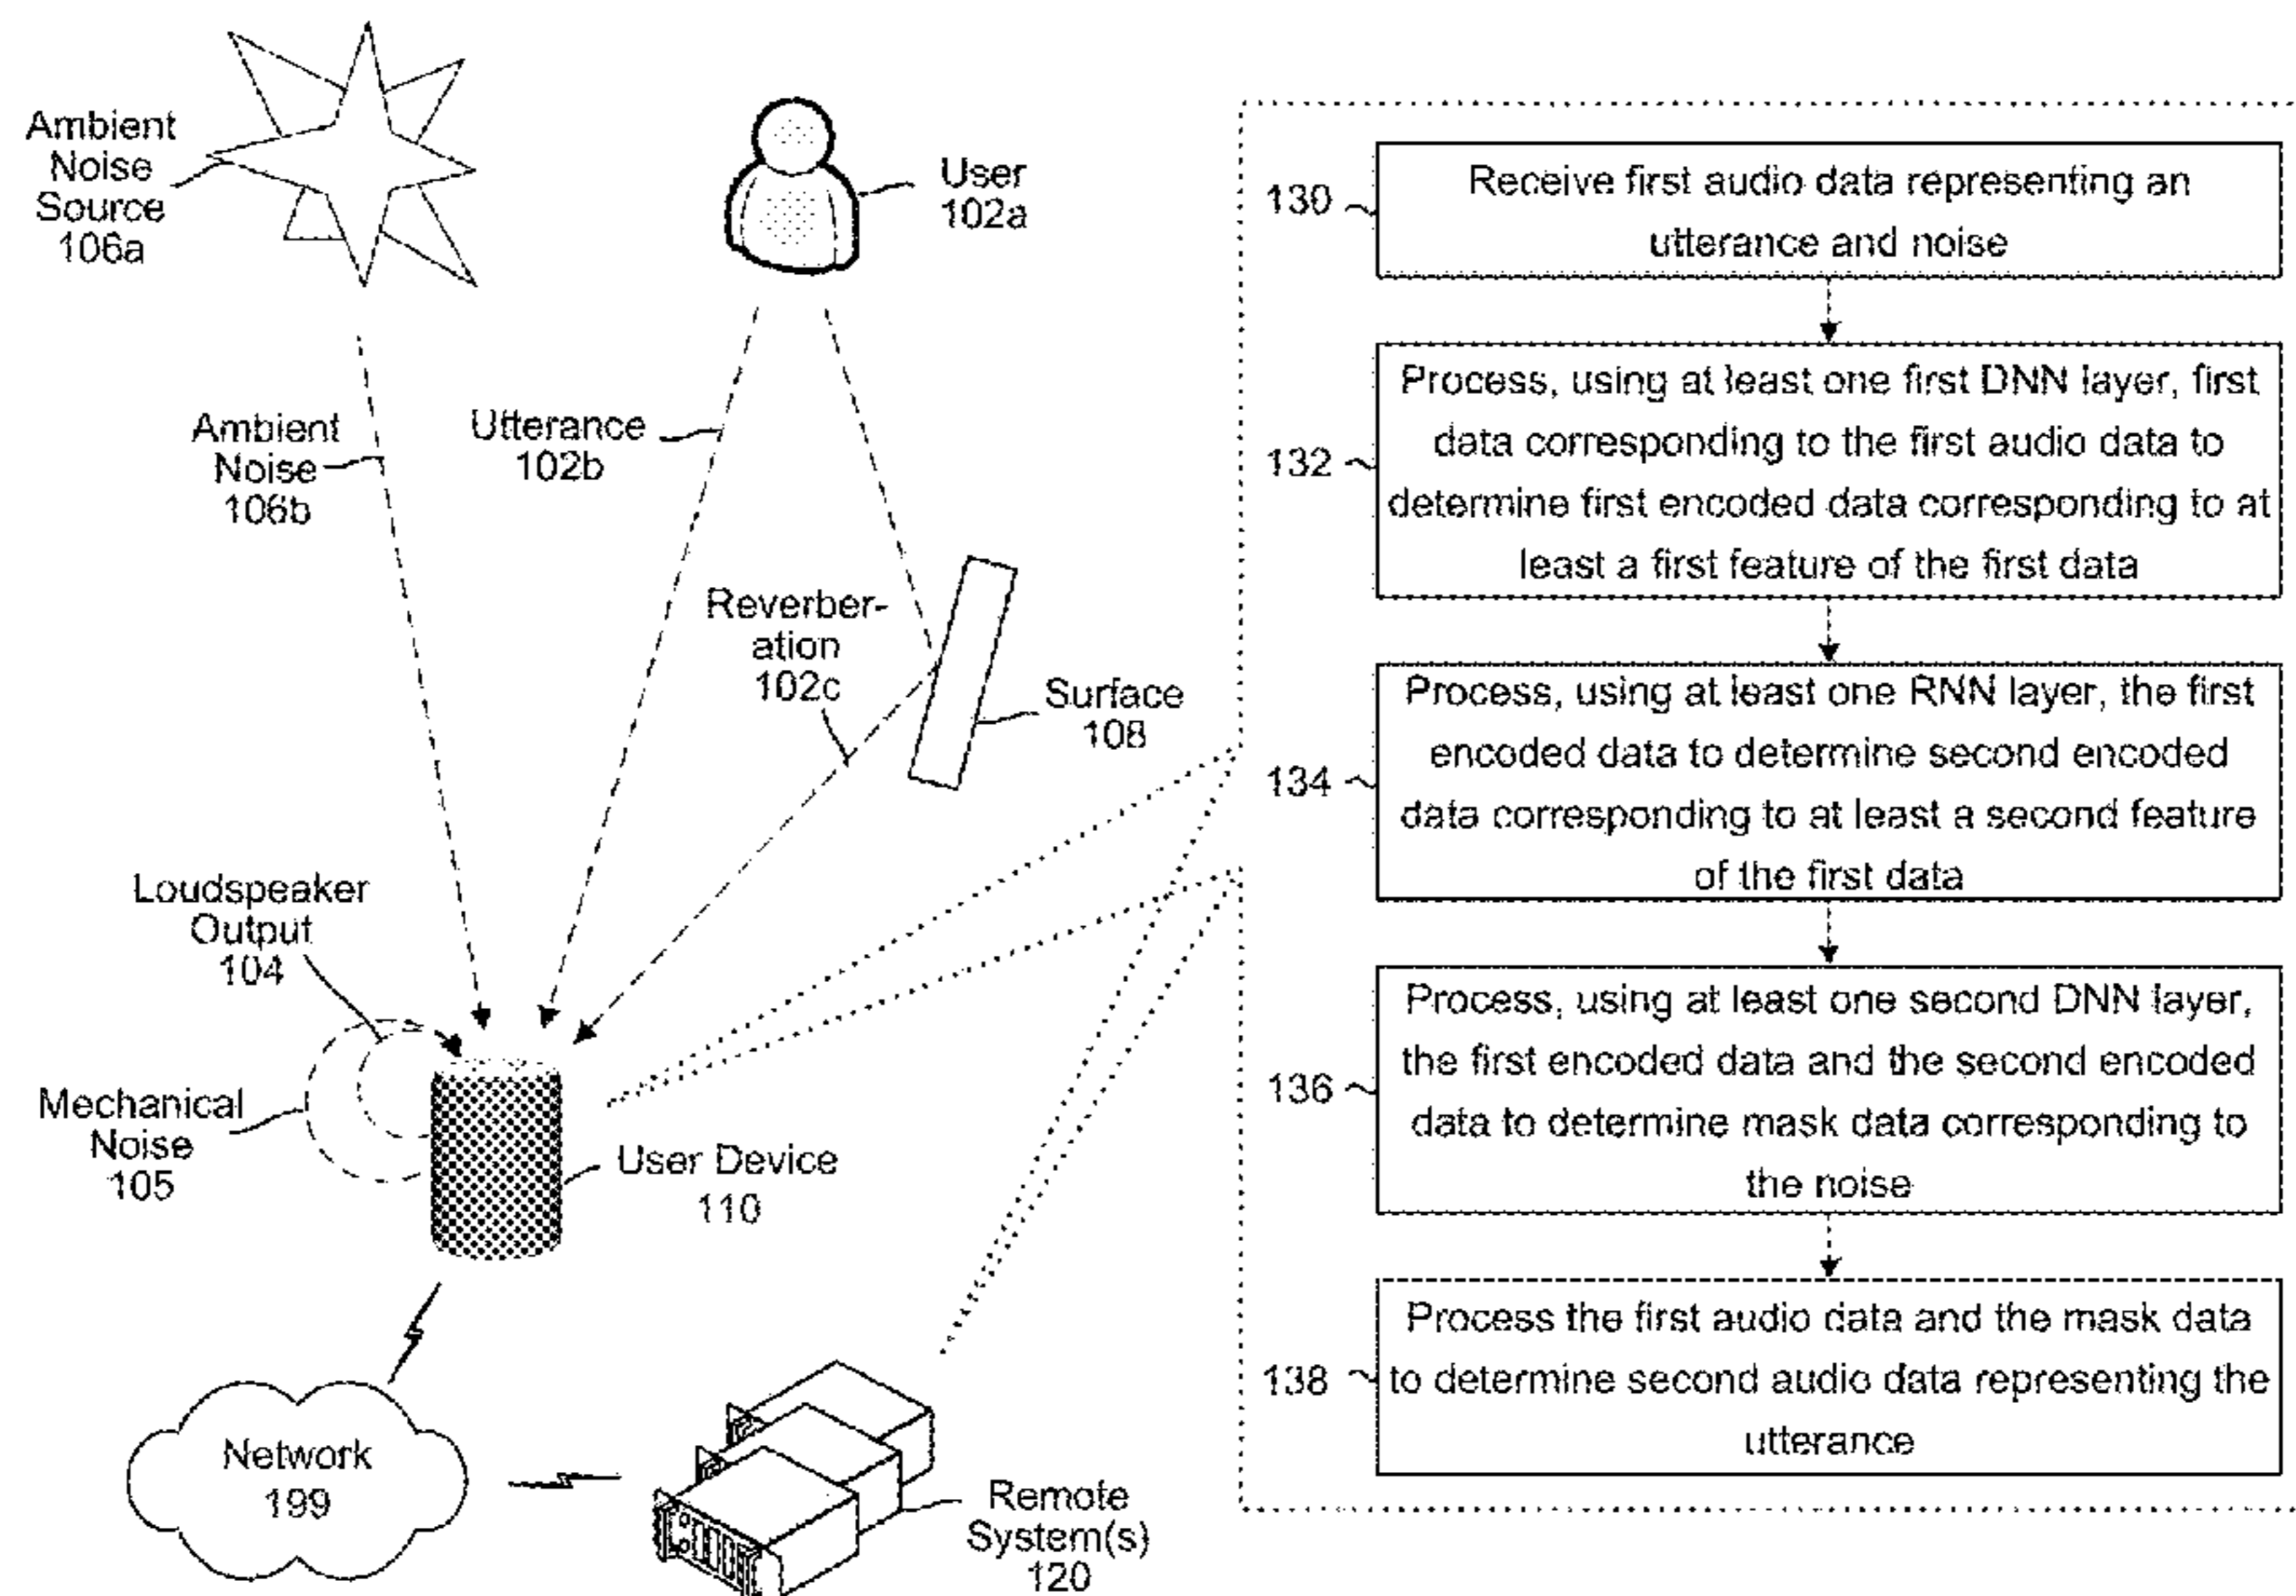 Ambient
Noise
Source
106a
User
102a
Ambient
Noise
106b
Utterance
102b
Reverber-
ation
102c
Surface
108
Loudspeaker
Output
104
Mechanical
Noise
105
User Device
110
Network
199
Remote
System(s)
120
130
Receive first audio data representing an
utterance and noise
132
Process, using at least one first DNN layer, first
data corresponding to the first audio data to
determine first encoded data corresponding to at
least a first feature of the first data
134
Process, using at least one RNN layer, the first
encoded data to determine second encoded
data corresponding to at least a second feature
of the first data
136
Process, using at least one second DNN layer,
the first encoded data and the second encoded
data to determine mask data corresponding to
the noise
138
Process the first audio data and the mask data
to determine second audio data representing the
utterance